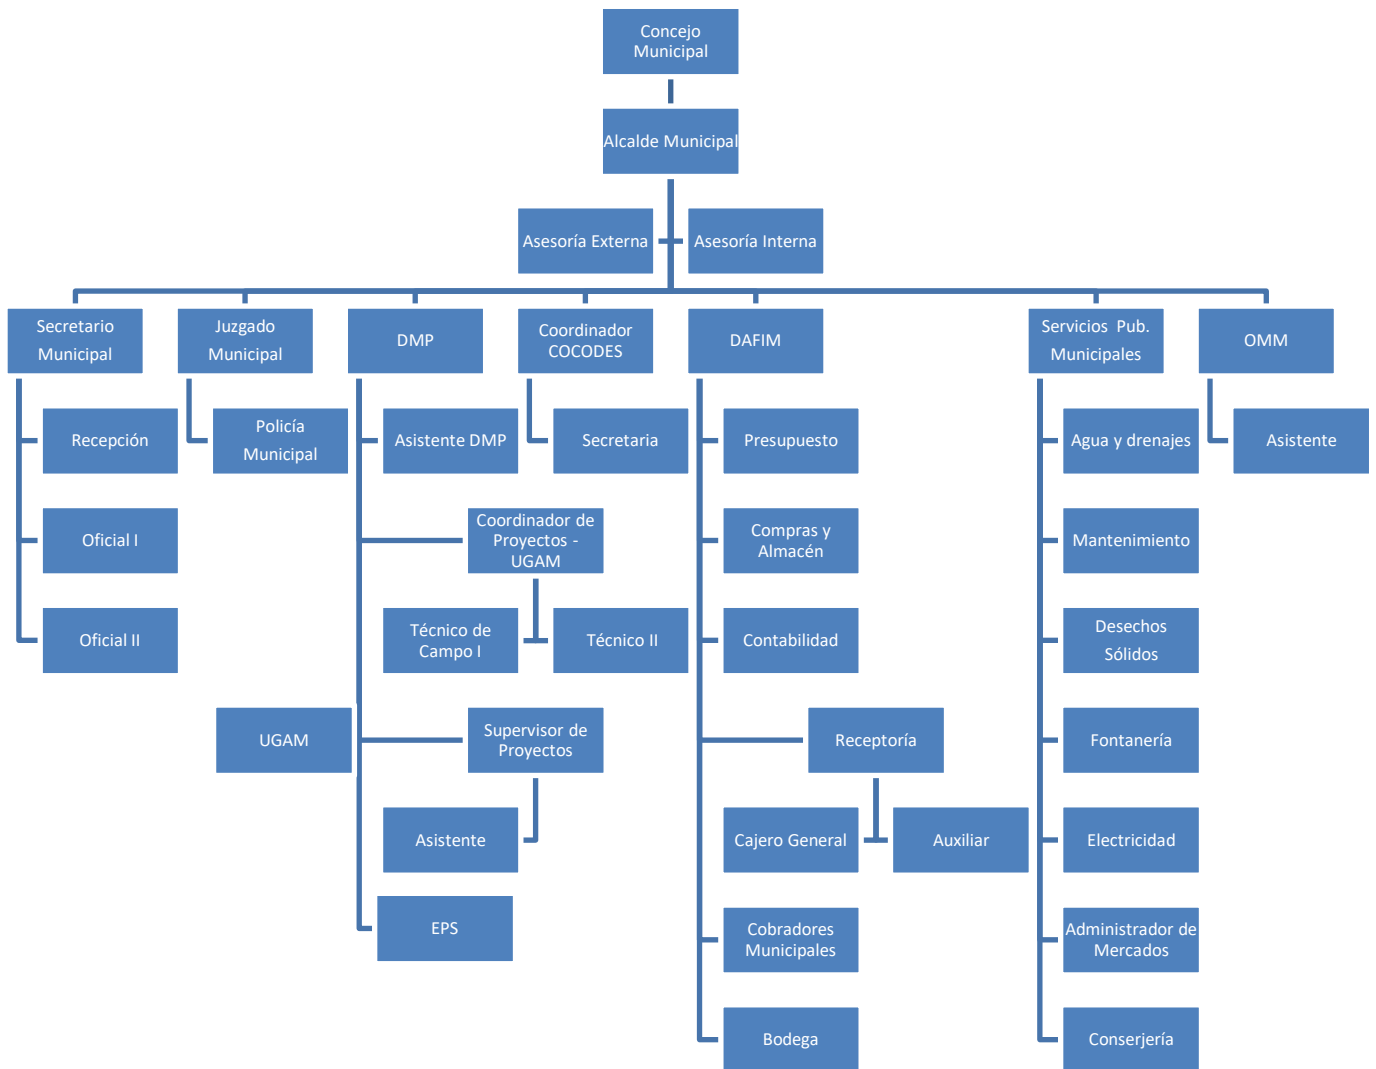 Concejo
Municipal
Alcalde Municipal
Asesoría Externa
Asesoría Interna
Secretario
Municipal
Juzgado
Municipal
DMP
Coordinador
COCODES
DAFIM
Servicios Pub.
Municipales
OMM
Recepción
Policía
Municipal
Asistente DMP
Secretaria
Presupuesto
Agua y drenajes
Asistente
Oficial I
Coordinador de
Proyectos -
UGAM
Compras y
Almacén
Mantenimiento
Oficial II
Técnico de
Campo I
Técnico II
Contabilidad
Desechos
Sólidos
UGAM
Supervisor de
Proyectos
Receptoría
Fontanería
Asistente
Cajero General
Auxiliar
Electricidad
EPS
Cobradores
Municipales
Administrador de
Mercados
Bodega
Conserjería